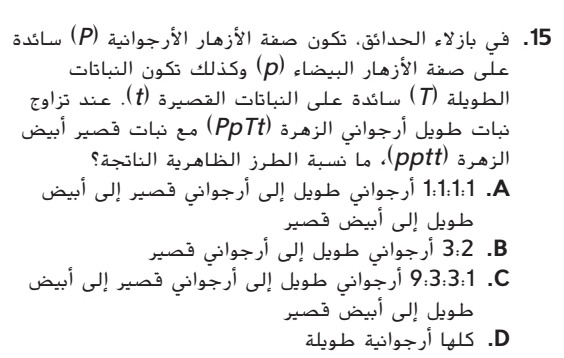 15. في بازلاء الحدائق، تكون صفة الأزهار الأرجوانية (P) سائدة
على صفة الأزهار البيضاء (p) وكذلك تكون النباتات
الطويلة (T) سائدة على النباتات القصيرة (t). عند تزاوج
نبات طويل أرجواني الزهرة (PpTt) مع نبات قصير أبيض
الزهرة (pptt)، ما نسبة الطرز الظاهرية الناتجة؟
A. 1:1:1:1 أرجواني طويل إلى أرجواني قصير إلى أبيض
طويل إلى أبيض قصير
B. 3:2 أرجواني طويل إلى أرجواني قصير
C. 9:3:3:1 أرجواني طويل إلى أرجواني قصير إلى أبيض
طويل إلى أبيض قصير
D. كلها أرجوانية طويلة